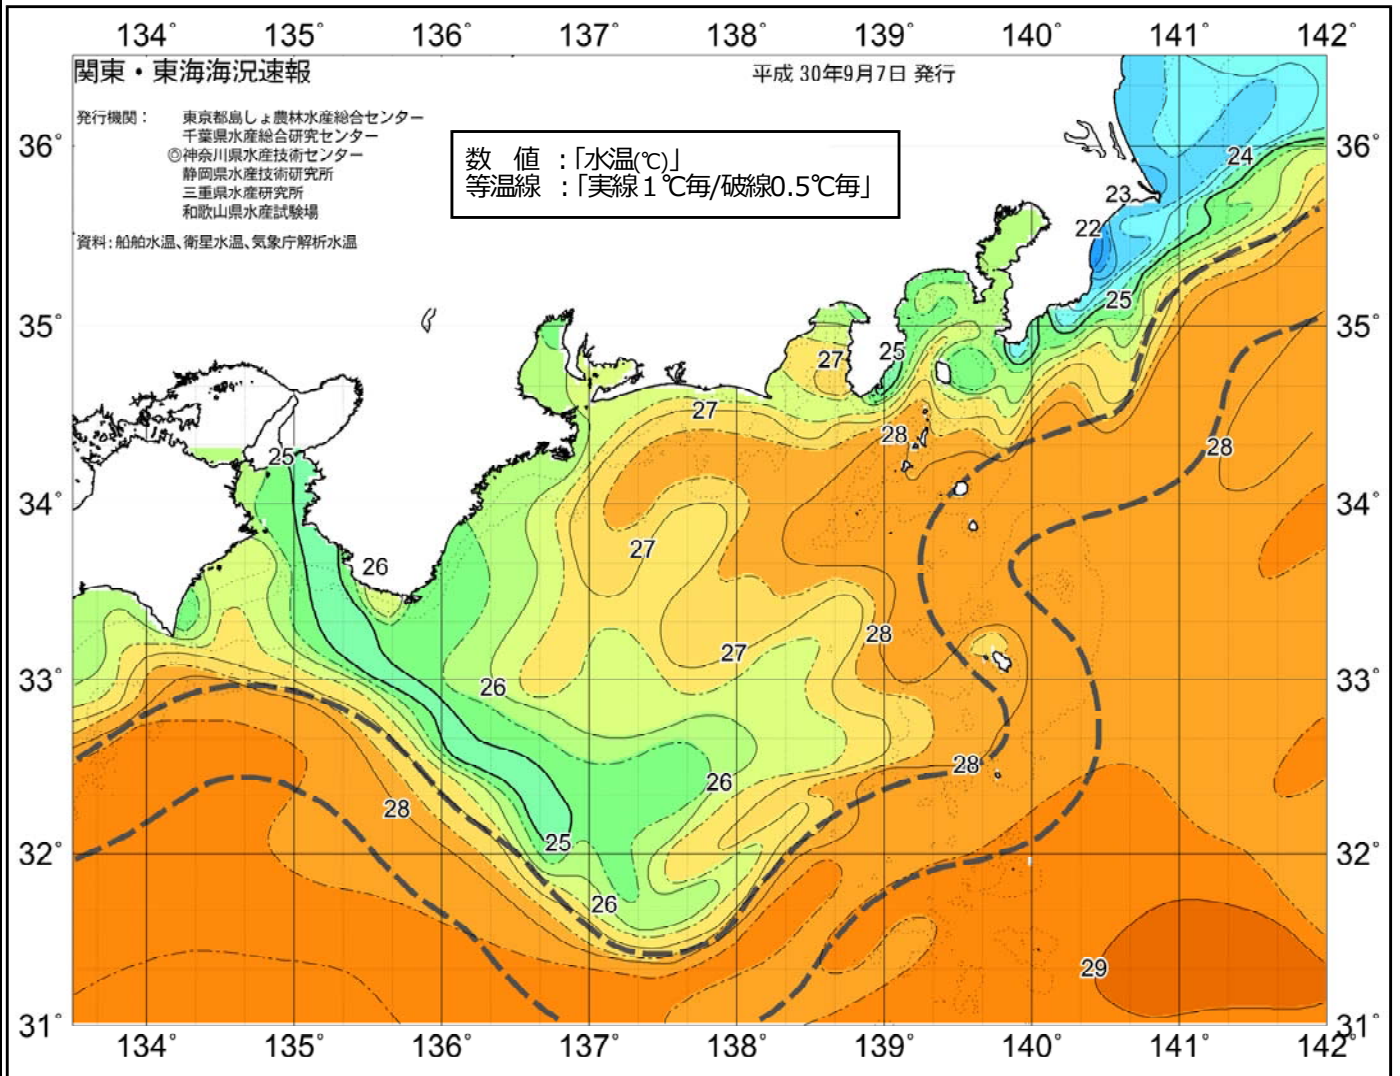 134° 135° 136° 137° 138° 139° 140° 141° 142°
関東・東海海況速報
平成 30年9月7日 発行
発行機関： 東京都島しょ農林水産総合センター
千葉県水産総合研究センター
◎神奈川県水産技術センター
静岡県水産技術研究所
三重県水産研究所
和歌山県水産試験場
資料：船舶水温、衛星水温、気象庁解析水温
数 値 ：「水温(℃)」
等温線 ：「実線１℃毎/破線0.5℃毎」
36° 36°
24
23
22
25
35° 35°
27 25
27
28 28
25
34° 34°
27
26
28
27
33° 33°
26
28
26
28
25
32° 32°
26
29
31° 31°
134° 135° 136° 137° 138° 139° 140° 141° 142°